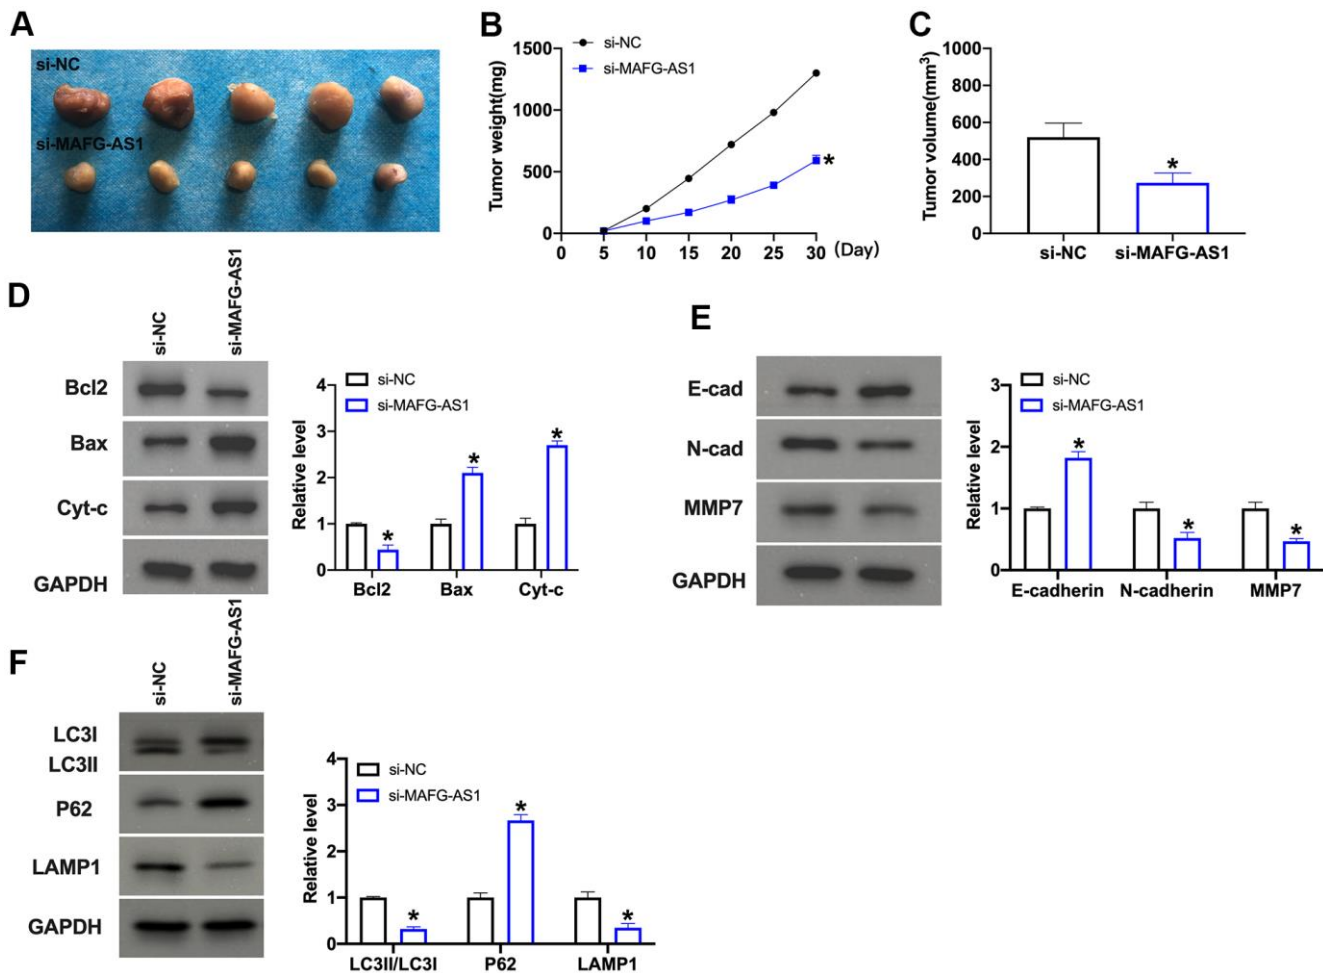 A
si-NC
si-MAFG-AS1
B
si-NC
si-MAFG-AS1
Tumor weight(mg)
1500
1000
500
0
0 5 10 15 20 25 30 (Day)
*
C
Tumor volume(mm3)
1000
800
600
400
200
0
*
si-NC si-MAFG-AS1
D
si-NC si-MAFG-AS1
Bcl2
Bax
Cyt-c
GAPDH
si-NC
si-MAFG-AS1
Relative level
4
3
2
1
0
* * *
Bcl2 Bax Cyt-c
E
E-cad
N-cad
MMP7
GAPDH
si-NC
si-MAFG-AS1
Relative level
3
2
1
0
* * *
E-cadherin N-cadherin MMP7
F
si-NC si-MAFG-AS1
LC3I
LC3II
P62
LAMP1
GAPDH
si-NC
si-MAFG-AS1
Relative level
4
3
2
1
0
* * *
LC3II/LC3I P62 LAMP1